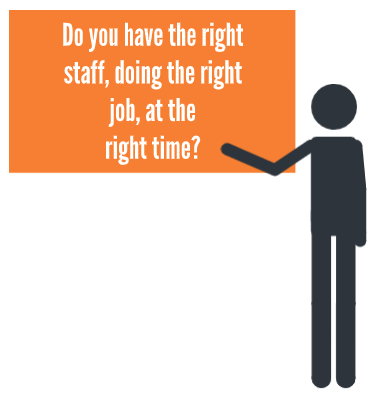 Do you have the right
staff, doing the right
job, at the
right time?